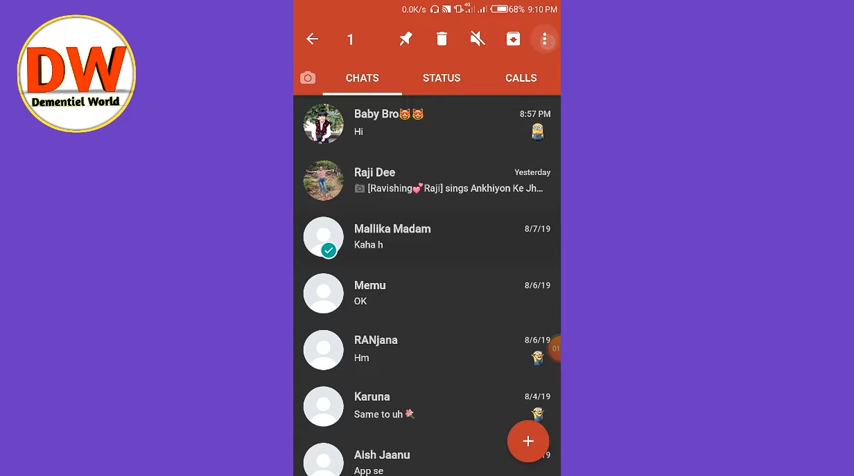 0.0K/s 4G 68% 9:10 PM
DW
Dementiel World
1
CHATS STATUS CALLS
Baby Bro😻😻 8:57 PM
Hi
Raji Dee Yesterday
[Ravishing💕Raji] sings Ankhiyon Ke Jh…
Mallika Madam 8/7/19
Kaha h
Memu 8/6/19
OK
RANjana 8/6/19
Hm
01
Karuna 8/4/19
Same to uh 💐
Aish Jaanu
App se